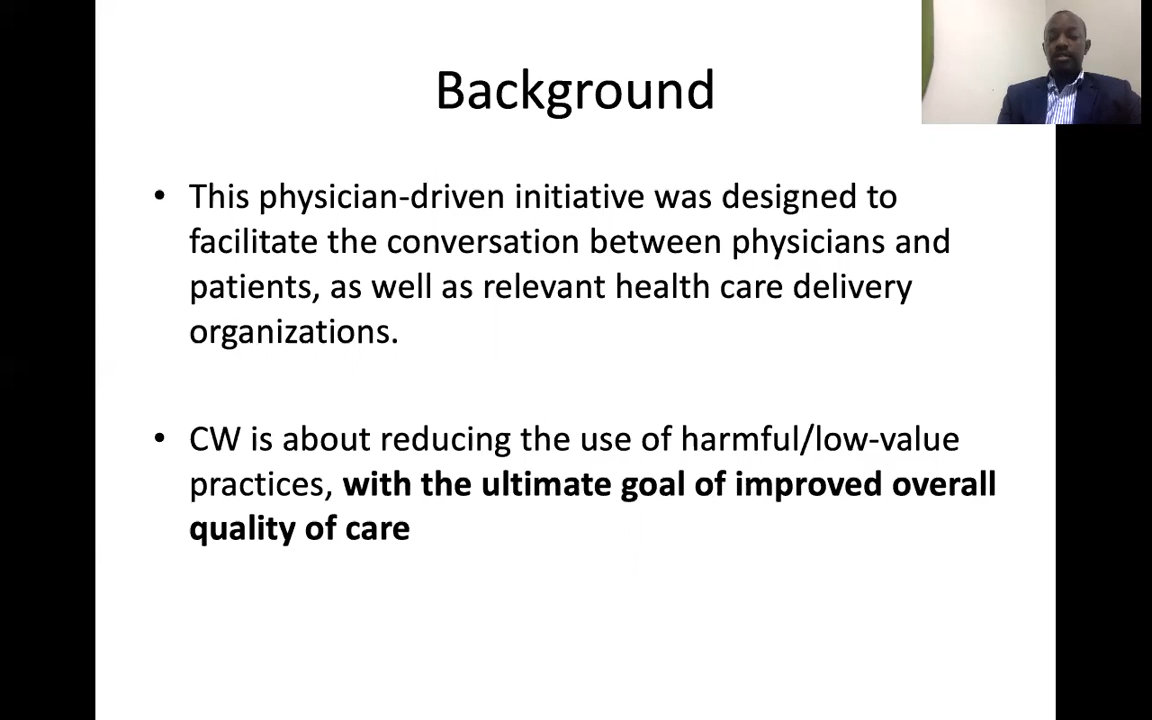 Background
• This physician-driven initiative was designed to
facilitate the conversation between physicians and
patients, as well as relevant health care delivery
organizations.
• CW is about reducing the use of harmful/low-value
practices, with the ultimate goal of improved overall
quality of care